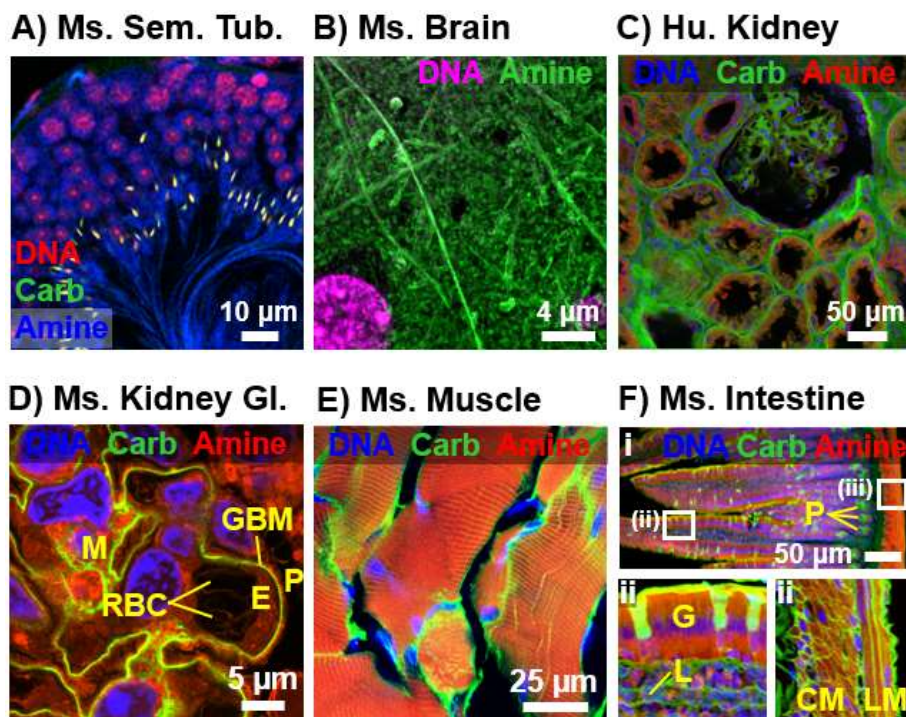 A) Ms. Sem. Tub.
DNA
Carb
Amine
10 µm
B) Ms. Brain
DNA Amine
4 µm
C) Hu. Kidney
DNA Carb Amine
50 µm
D) Ms. Kidney Gl.
DNA Carb Amine
GBM
M
P
E
RBC
5 µm
E) Ms. Muscle
DNA Carb Amine
25 µm
F) Ms. Intestine
i DNA Carb Amine
(iii)
(ii)
P
50 µm
ii
G
L
ii
CM LM